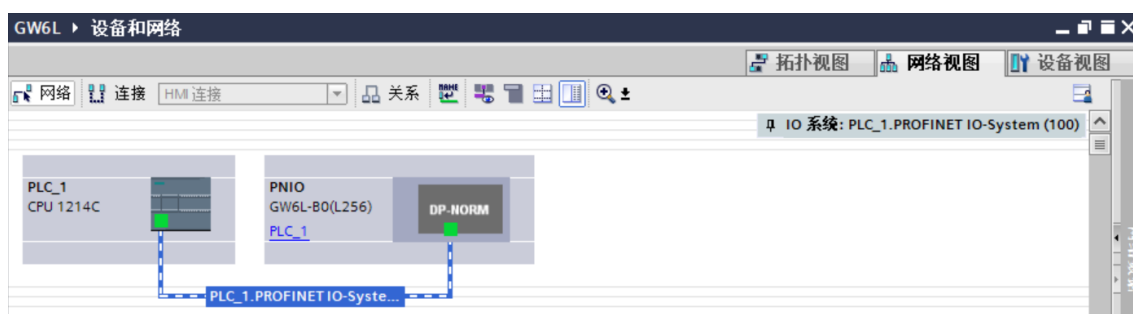 GW6L ▸ 设备和网络
拓扑视图 网络视图 设备视图
网络 连接 HMI 连接 关系
IO 系统: PLC_1.PROFINET IO-System (100)
PLC_1
CPU 1214C
PNIO
GW6L-B0(L256)
PLC_1
DP-NORM
PLC_1.PROFINET IO-Syste...